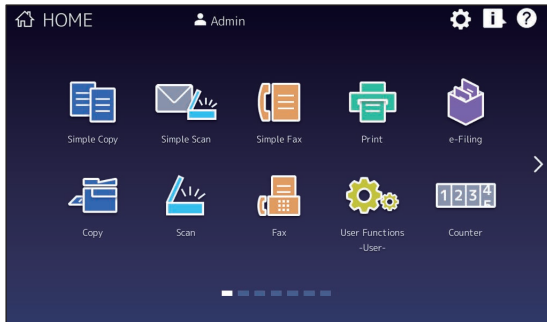 HOME
Admin
Simple Copy
Simple Scan
Simple Fax
Print
e-Filing
Copy
Scan
Fax
User Functions
-User-
1234
Counter